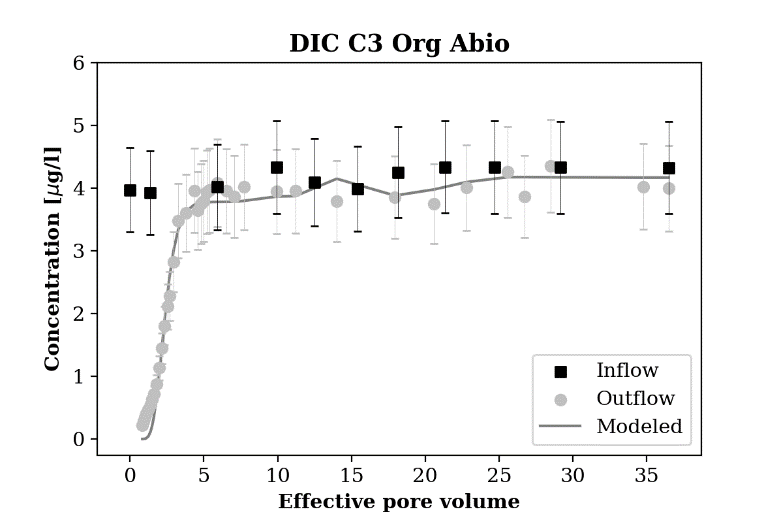 DIC C3 Org Abio
6
5
4
3
2
1
0
Concentration [µg/l]
Inflow
Outflow
Modeled
0 5 10 15 20 25 30 35
Effective pore volume